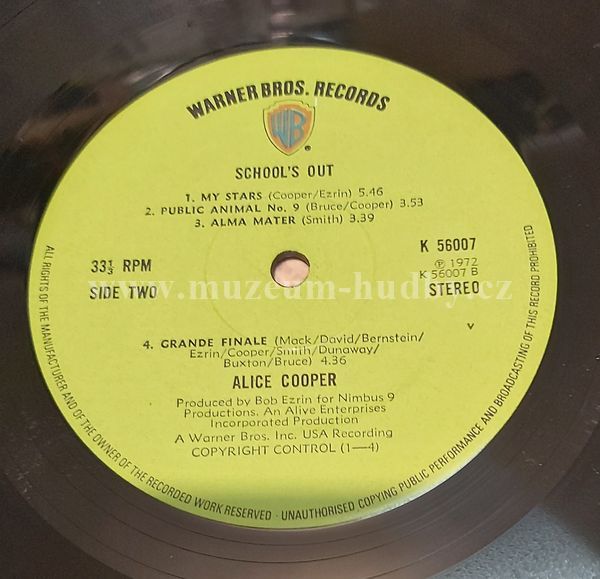 WARNER BROS. RECORDS
WB
®
SCHOOL'S OUT
1. MY STARS (Cooper/Ezrin) 5.46
2. PUBLIC ANIMAL No. 9 (Bruce/Cooper) 3.53
3. ALMA MATER (Smith) 3.39
33⅓ RPM
SIDE TWO
K 56007
℗ 1972
K 56007 B
STEREO
www.muzeum-hudby.cz
V
4. GRANDE FINALE (Mack/David/Bernstein/
Ezrin/Cooper/Smith/Dunaway/
Buxton/Bruce) 4.36
ALICE COOPER
Produced by Bob Ezrin for Nimbus 9
Productions. An Alive Enterprises
Incorporated Production
A Warner Bros. Inc. USA Recording
COPYRIGHT CONTROL (1—4)
ALL RIGHTS OF THE MANUFACTURER AND OF THE OWNER OF THE RECORDED WORK RESERVED · UNAUTHORISED COPYING PUBLIC PERFORMANCE AND BROADCASTING OF THIS RECORD PROHIBITED